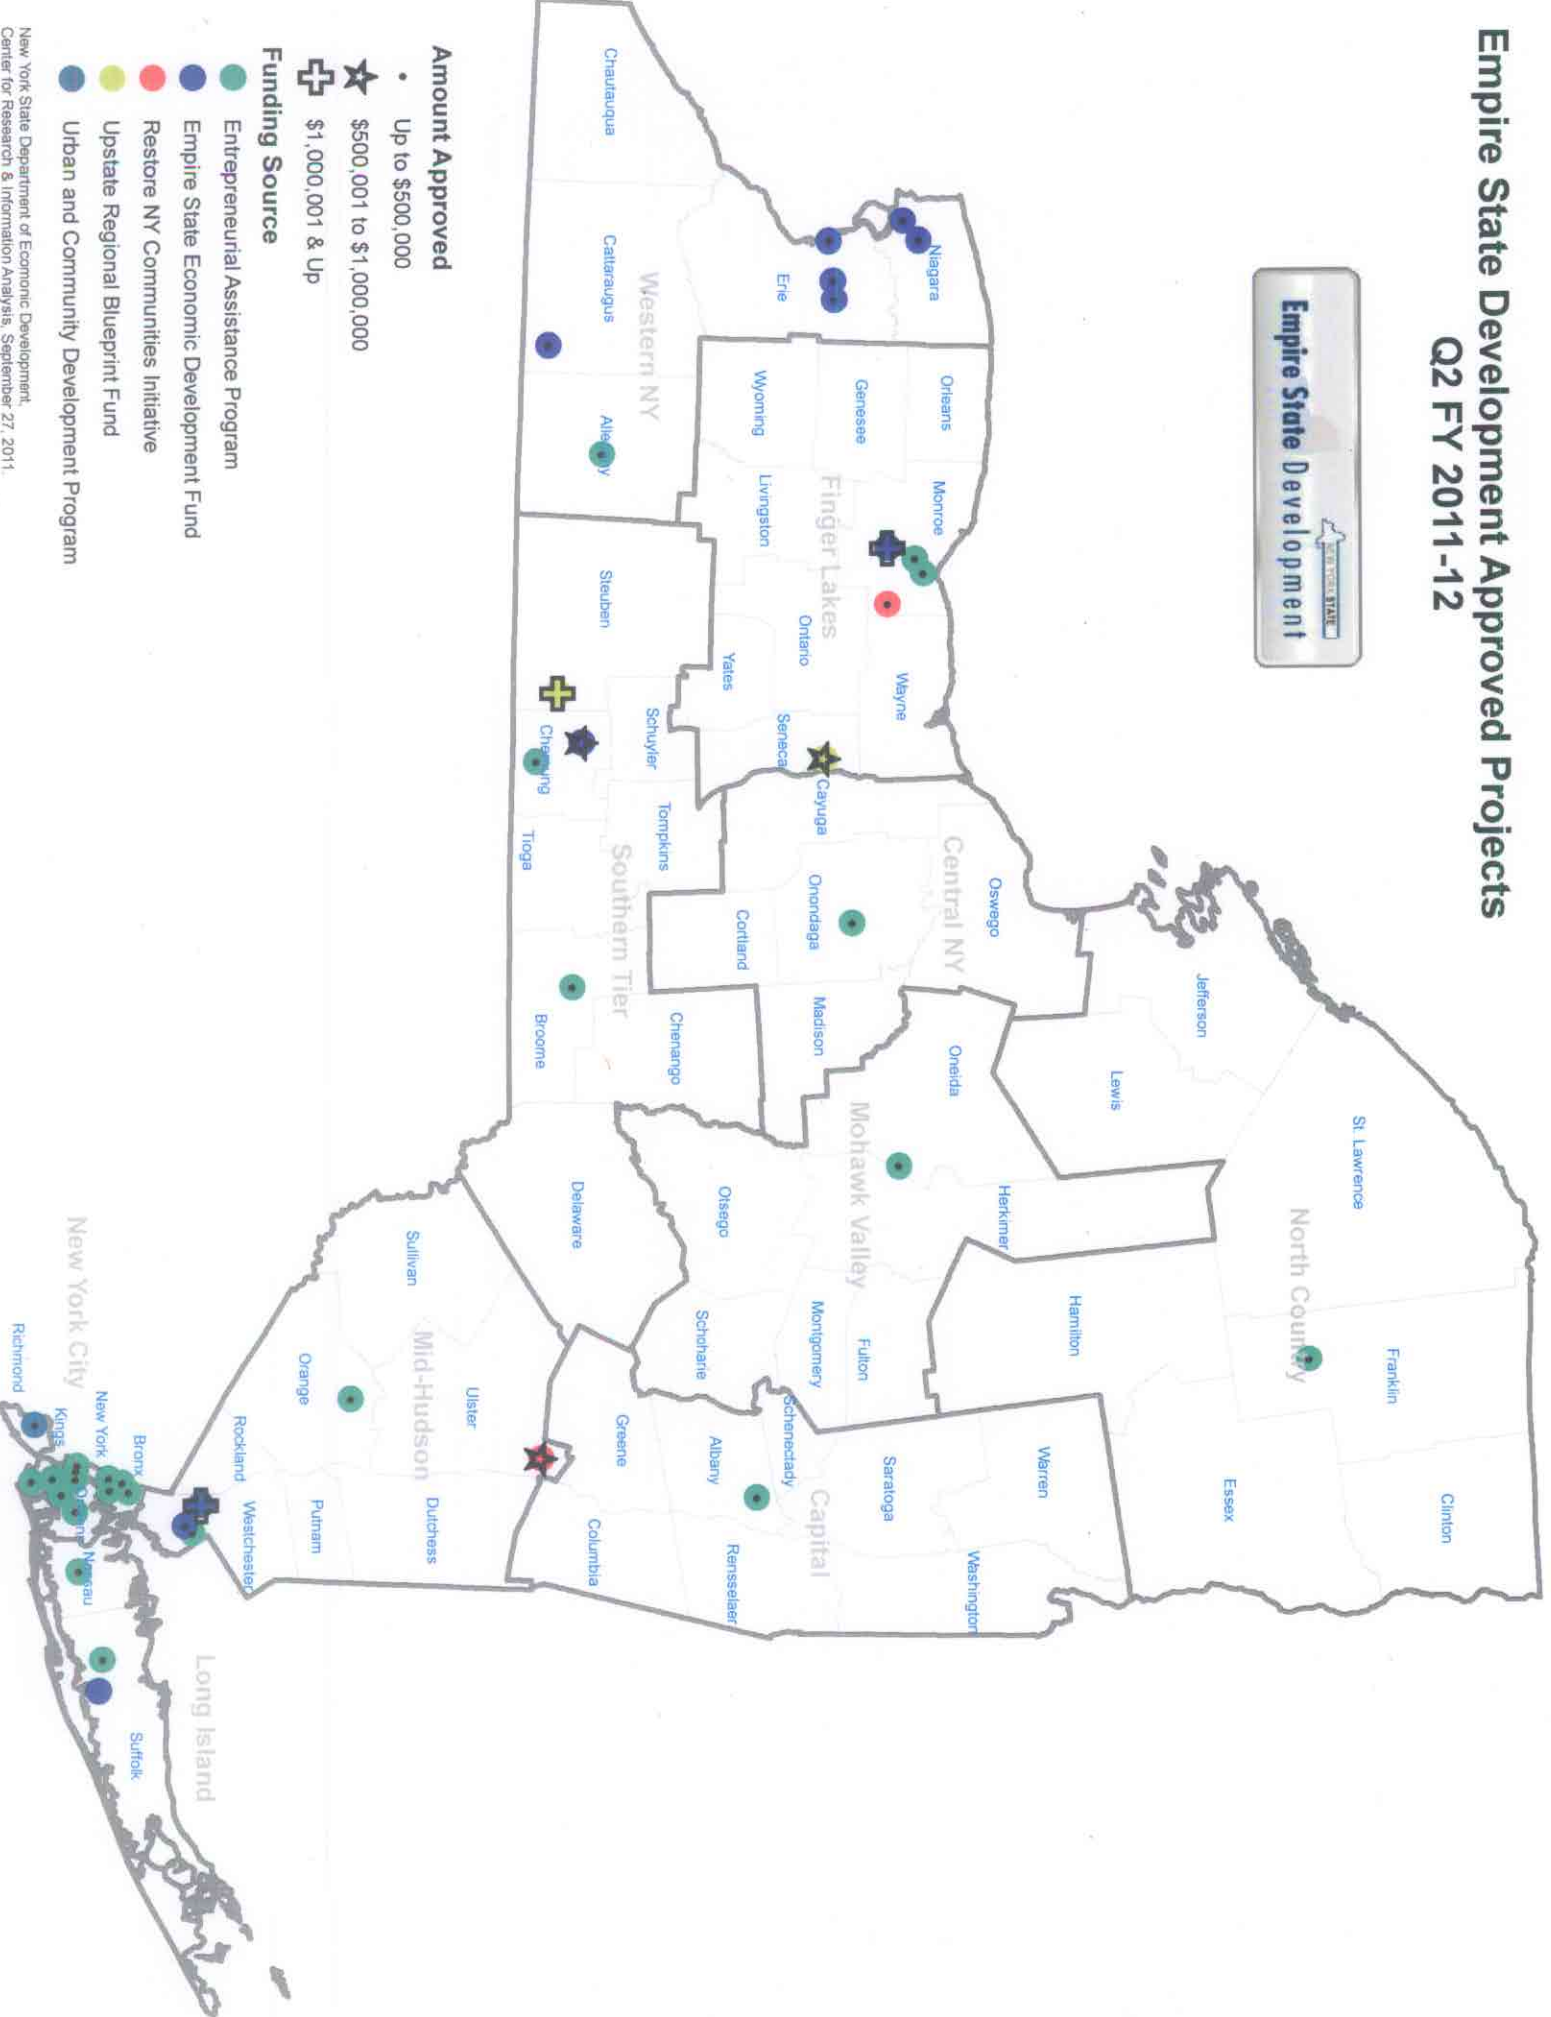 Empire State Development Approved Projects
Q2 FY 2011-12
NEW YORK STATE
Empire State Development
Clinton
Franklin
St. Lawrence
North Country
Essex
Jefferson
Lewis
Hamilton
Warren
Herkimer
Oswego
Oneida
Washington
Central NY
Niagara
Orleans
Monroe
Wayne
Saratoga
Fulton
Mohawk Valley
Genesee
Finger Lakes
Cayuga
Onondaga
Madison
Montgomery
Schenectady
Capital
Erie
Wyoming
Livingston
Ontario
Seneca
Yates
Cortland
Otsego
Schoharie
Albany
Rensselaer
Western NY
Schuyler
Tompkins
Chenango
Southern Tier
Chautauqua
Cattaraugus
Allegany
Steuben
Greene
Columbia
Delaware
Chemung
Tioga
Broome
Ulster
Dutchess
Mid-Hudson
Sullivan
Orange
Putnam
Rockland
Westchester
Long Island
Bronx
Suffolk
New York
Nassau
New York City
Kings
Richmond
Amount Approved
Up to $500,000
$500,001 to $1,000,000
$1,000,001 & Up
Funding Source
Entrepreneurial Assistance Program
Empire State Economic Development Fund
Restore NY Communities Initiative
Upstate Regional Blueprint Fund
Urban and Community Development Program
New York State Department of Economic Development,
Center for Research & Information Analysis, September 27, 2011.